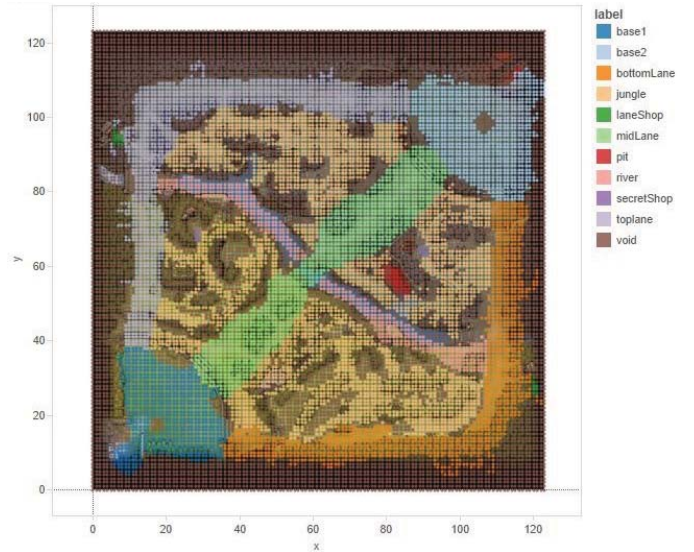 label
base1
base2
bottomLane
jungle
laneShop
midLane
pit
river
secretShop
toplane
void
120
100
80
60
40
20
0
y
0 20 40 60 80 100 120
x